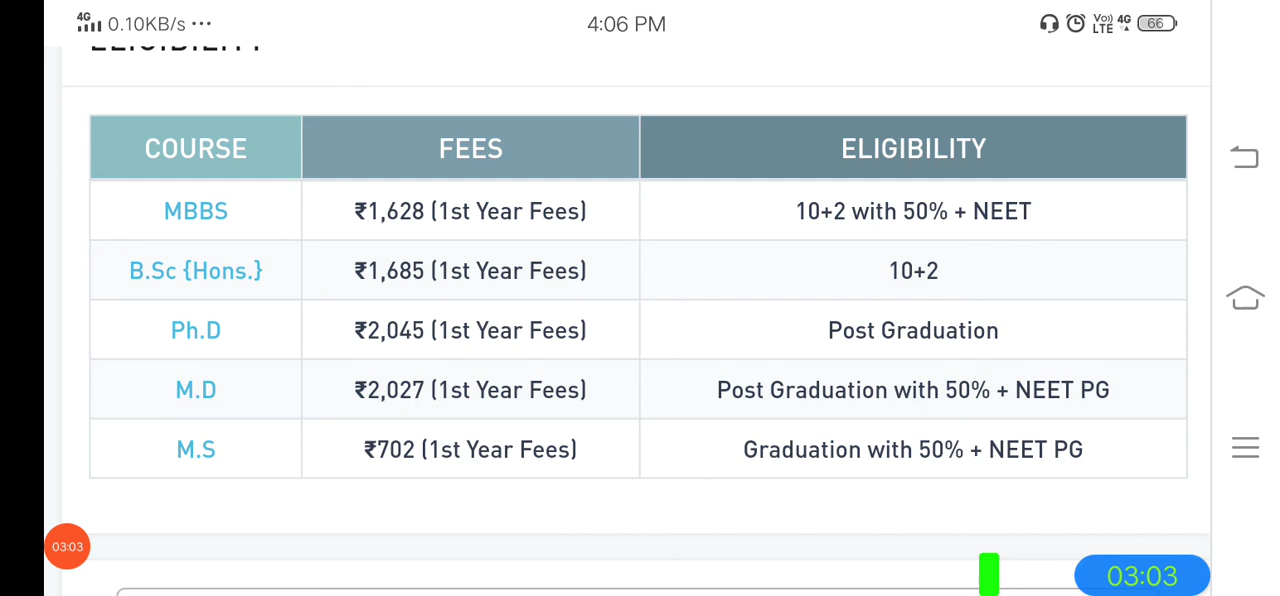 4G 0.10KB/s ... 4:06 PM Vo) LTE 4G 66
ELIGIBILITY
COURSE FEES ELIGIBILITY
MBBS ₹1,628 (1st Year Fees) 10+2 with 50% + NEET
B.Sc {Hons.} ₹1,685 (1st Year Fees) 10+2
Ph.D ₹2,045 (1st Year Fees) Post Graduation
M.D ₹2,027 (1st Year Fees) Post Graduation with 50% + NEET PG
M.S ₹702 (1st Year Fees) Graduation with 50% + NEET PG
03:03
03:03